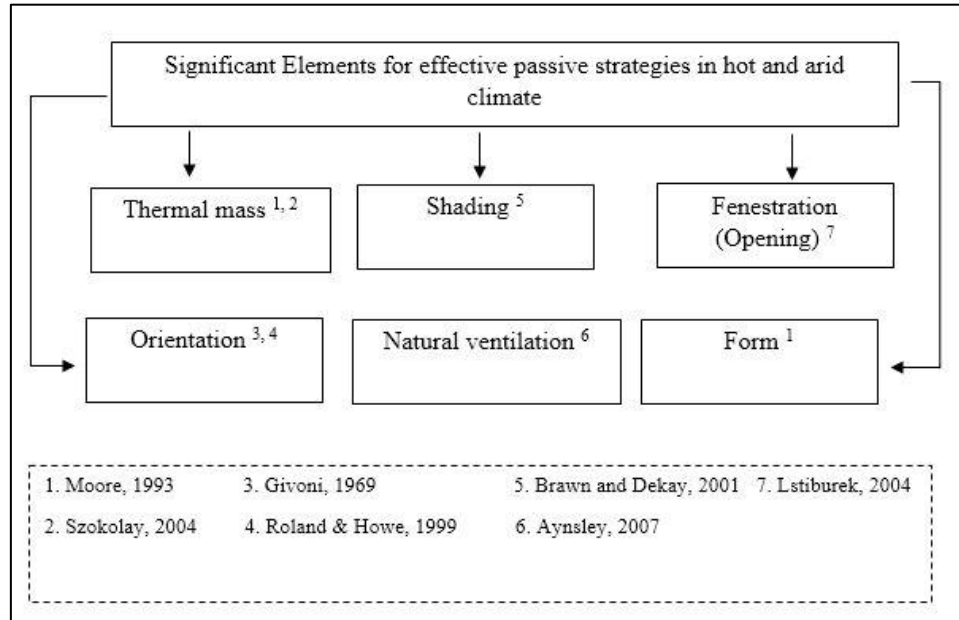 Significant Elements for effective passive strategies in hot and arid
climate
Thermal mass 1, 2
Shading 5
Fenestration
(Opening) 7
Orientation 3, 4
Natural ventilation 6
Form 1
1. Moore, 1993 3. Givoni, 1969 5. Brawn and Dekay, 2001 7. Lstiburek, 2004
2. Szokolay, 2004 4. Roland & Howe, 1999 6. Aynsley, 2007